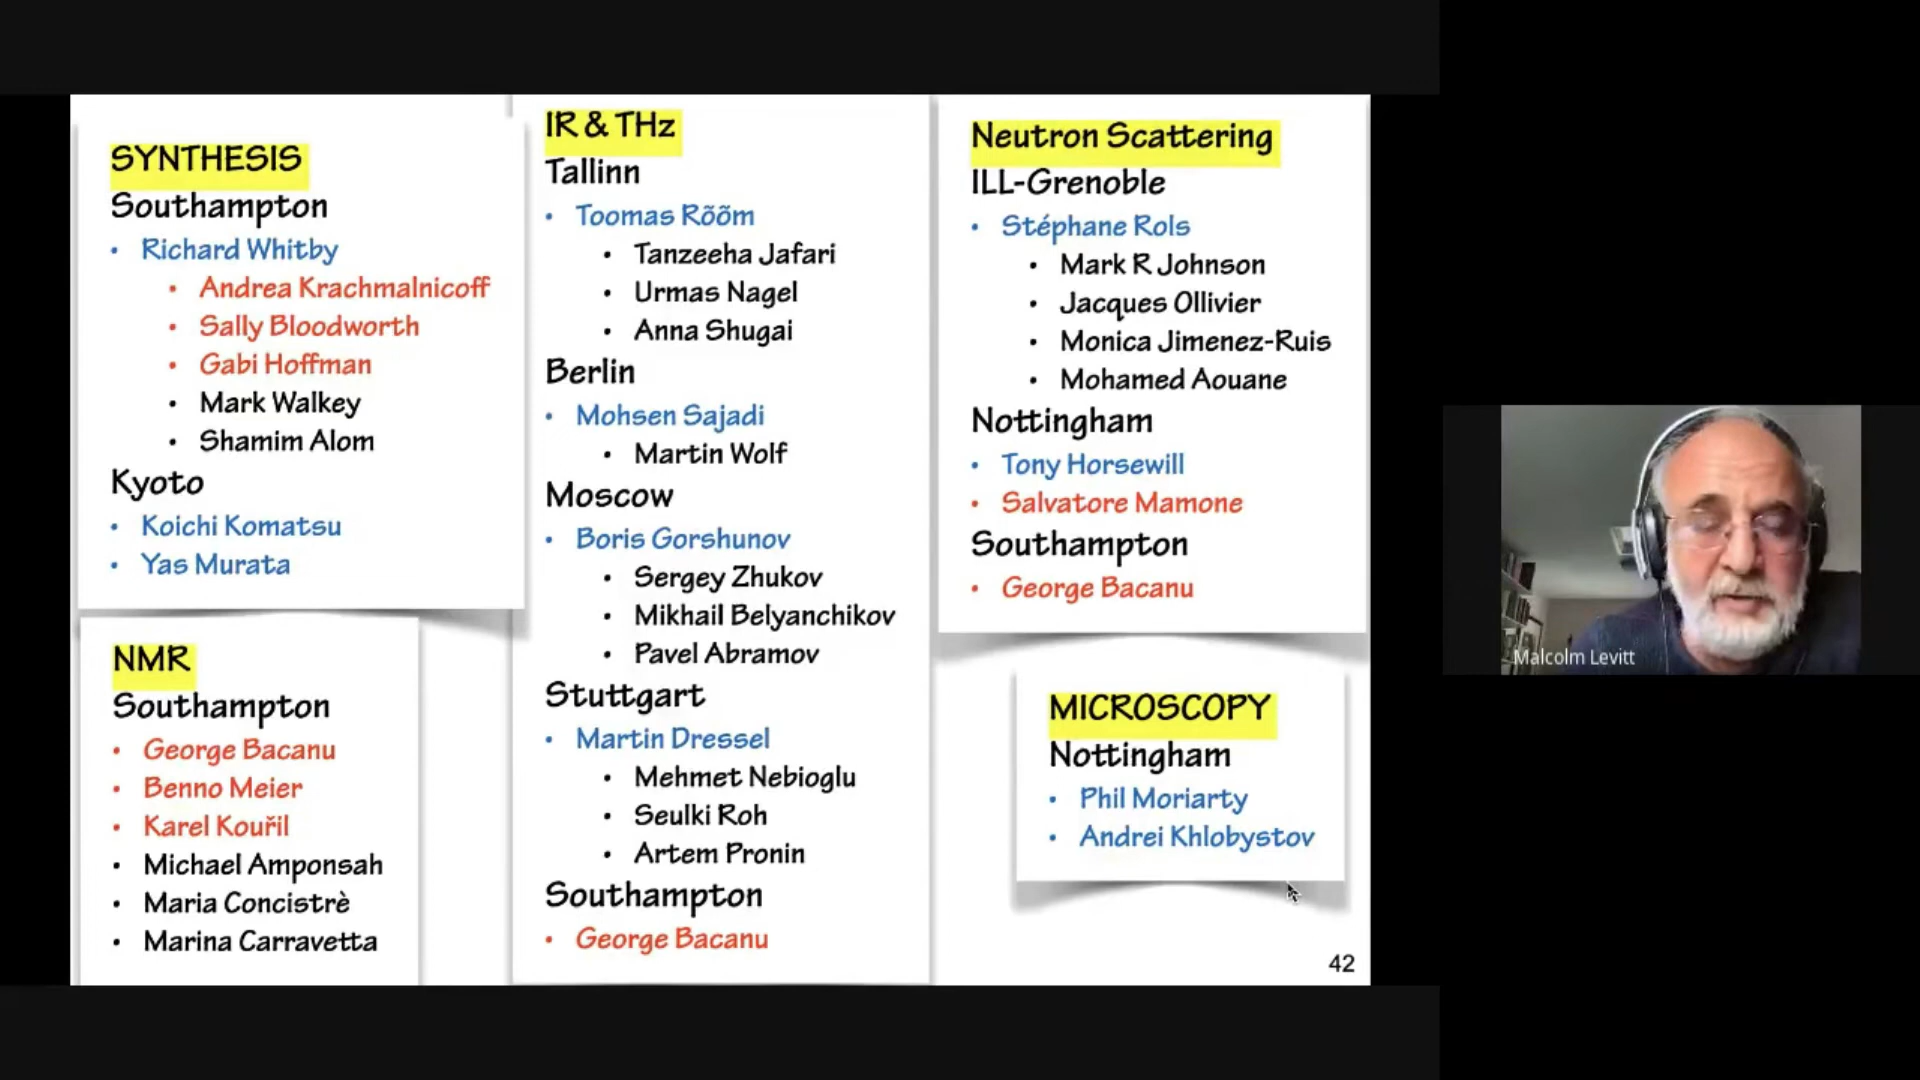 SYNTHESIS
Southampton
• Richard Whitby
• Andrea Krachmalnicoff
• Sally Bloodworth
• Gabi Hoffman
• Mark Walkey
• Shamim Alom
Kyoto
• Koichi Komatsu
• Yas Murata
NMR
Southampton
• George Bacanu
• Benno Meier
• Karel Kouřil
• Michael Amponsah
• Maria Concistrè
• Marina Carravetta
IR & THz
Tallinn
• Toomas Rõõm
• Tanzeeha Jafari
• Urmas Nagel
• Anna Shugai
Berlin
• Mohsen Sajadi
• Martin Wolf
Moscow
• Boris Gorshunov
• Sergey Zhukov
• Mikhail Belyanchikov
• Pavel Abramov
Stuttgart
• Martin Dressel
• Mehmet Nebioglu
• Seulki Roh
• Artem Pronin
Southampton
• George Bacanu
Neutron Scattering
ILL-Grenoble
• Stéphane Rols
• Mark R Johnson
• Jacques Ollivier
• Monica Jimenez-Ruis
• Mohamed Aouane
Nottingham
• Tony Horsewill
• Salvatore Mamone
Southampton
• George Bacanu
MICROSCOPY
Nottingham
• Phil Moriarty
• Andrei Khlobystov
42
Malcolm Levitt